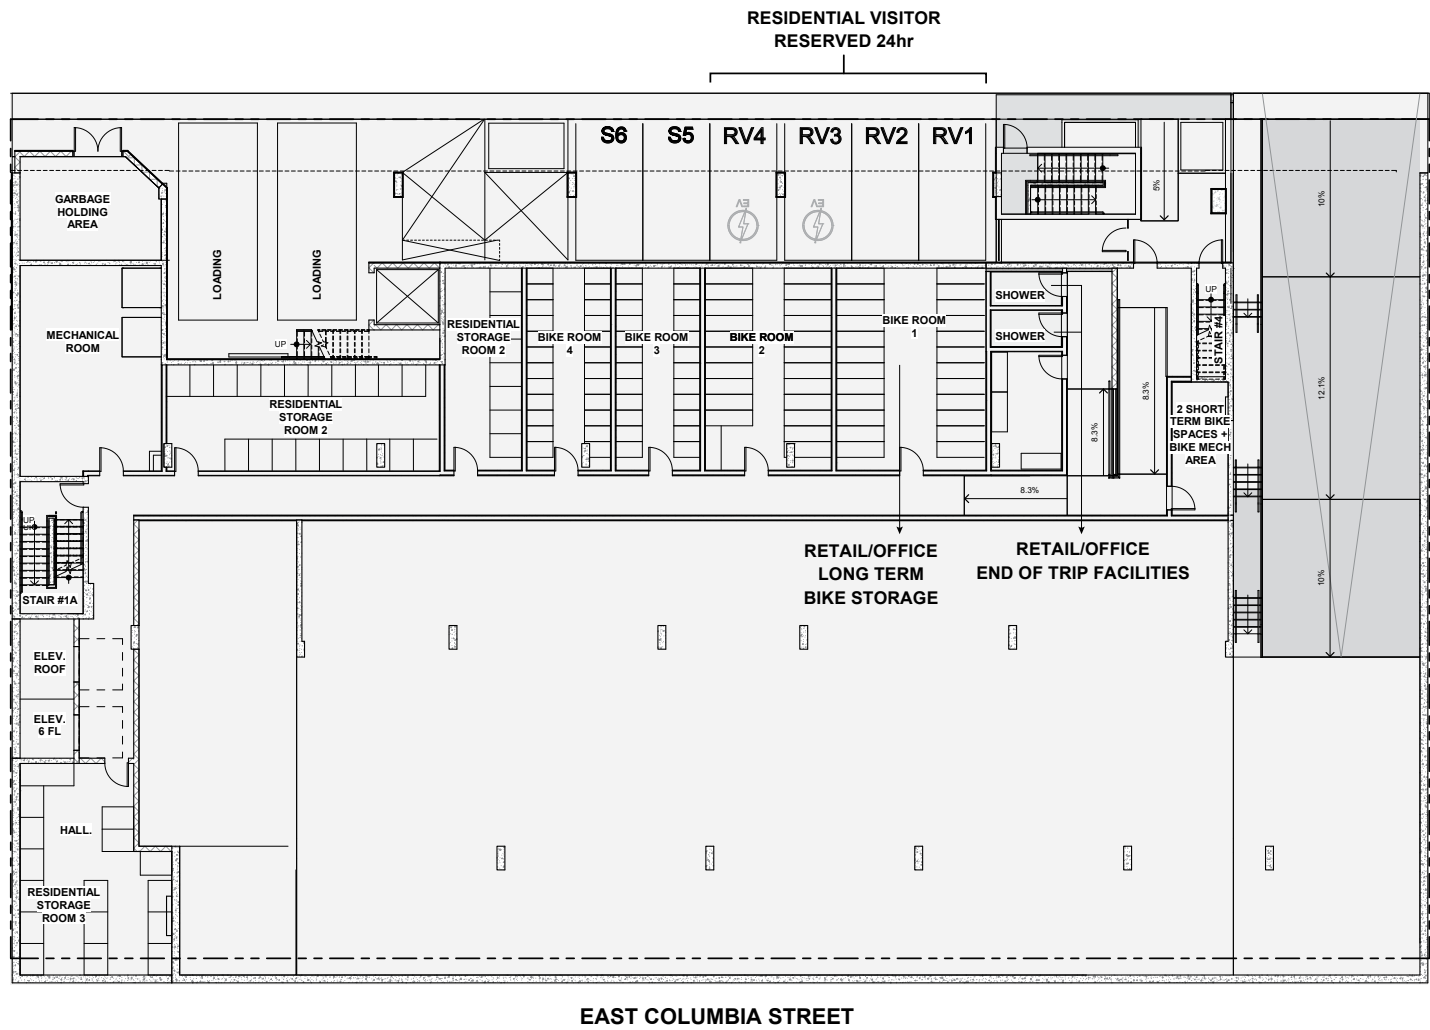 RESIDENTIAL VISITOR
RESERVED 24hr
S6
S5
RV4
RV3
RV2
RV1
EV
EV
GARBAGE
HOLDING
AREA
LOADING
LOADING
5%
10%
MECHANICAL
ROOM
UP
RESIDENTIAL
STORAGE
ROOM 2
BIKE ROOM
4
BIKE ROOM
3
BIKE ROOM
2
BIKE ROOM
1
SHOWER
SHOWER
UP
STAIR #4
RESIDENTIAL
STORAGE
ROOM 2
8.3%
8.3%
12.1%
2 SHORT
TERM BIKE
SPACES +
BIKE MECH
AREA
8.3%
UP
STAIR #1A
RETAIL/OFFICE
LONG TERM
BIKE STORAGE
RETAIL/OFFICE
END OF TRIP FACILITIES
10%
ELEV.
ROOF
ELEV.
6 FL
HALL.
RESIDENTIAL
STORAGE
ROOM 3
EAST COLUMBIA STREET